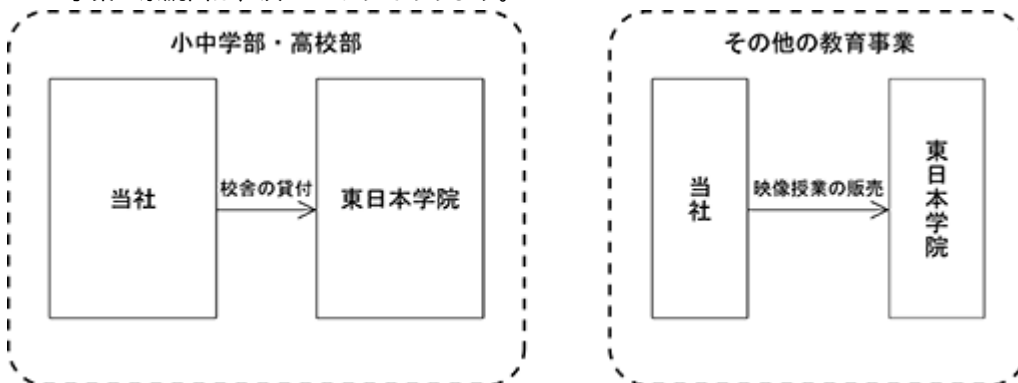 小中学部・高校部
当社
校舎の貸付
東日本学院
その他の教育事業
当社
映像授業の販売
東日本学院